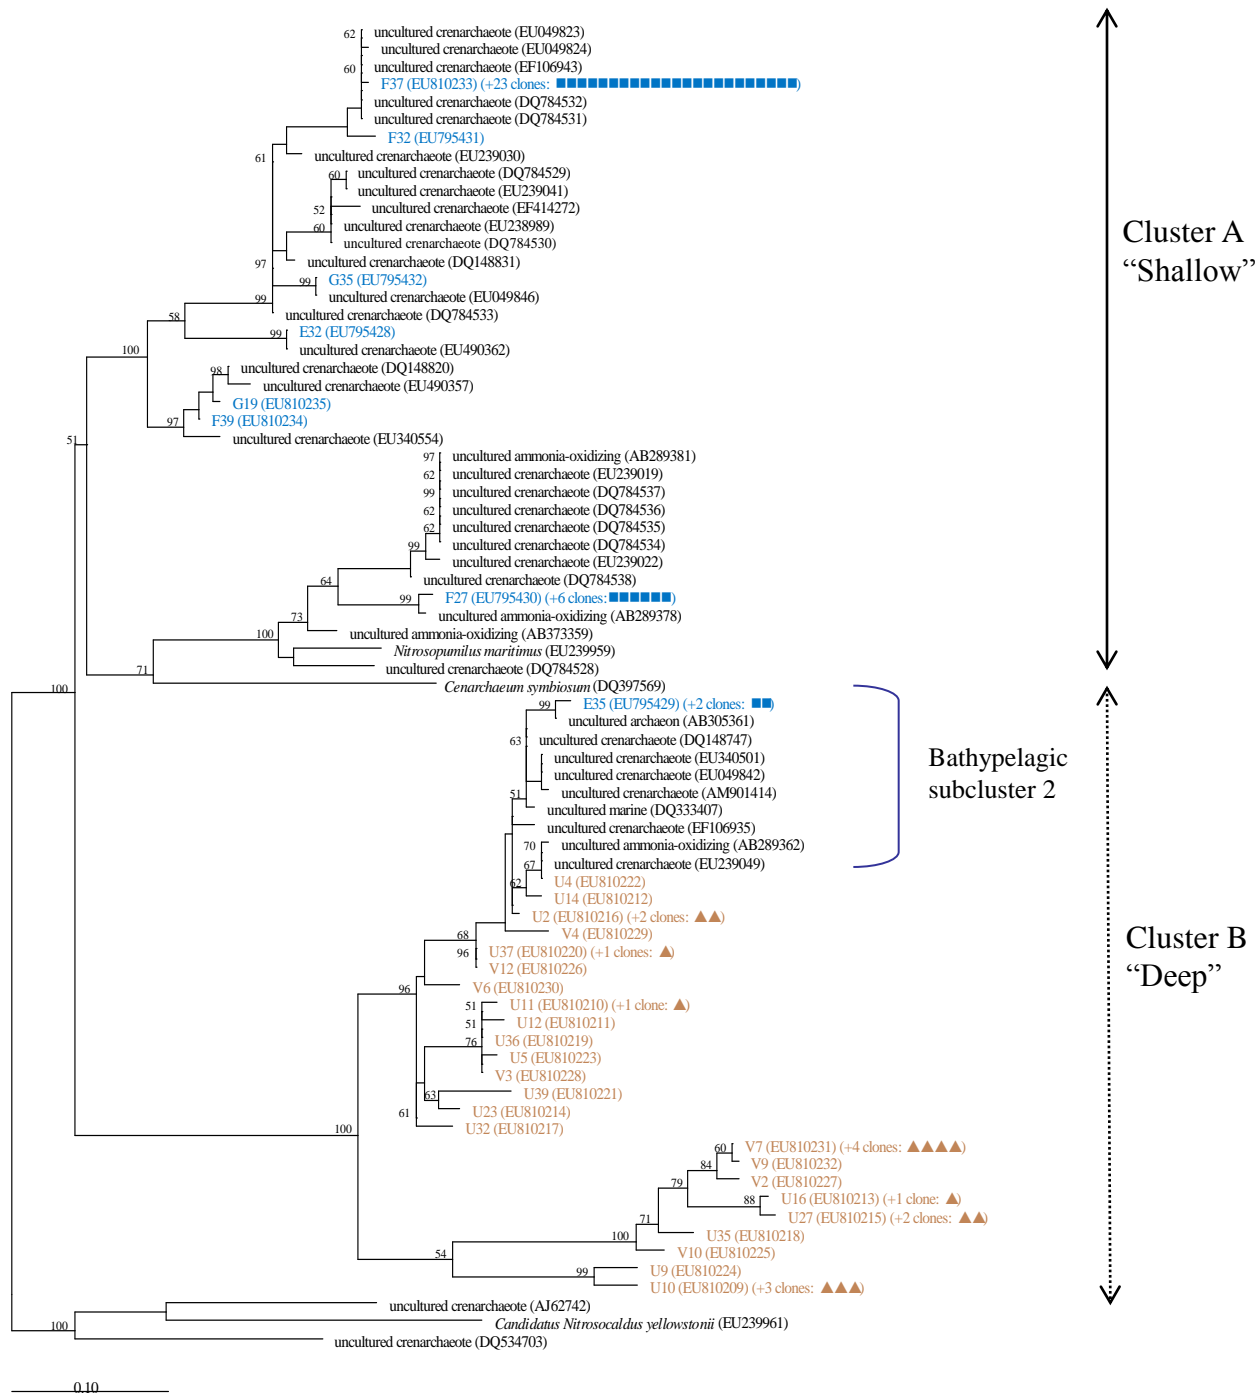 62
uncultured crenarchaeote (EU049823)
uncultured crenarchaeote (EU049824)
60
uncultured crenarchaeote (EF106943)
F37 (EU810233) (+23 clones: ■■■■■■■■■■■■■■■■■■■■■■■)
uncultured crenarchaeote (DQ784532)
uncultured crenarchaeote (DQ784531)
F32 (EU795431)
61
uncultured crenarchaeote (EU239030)
60
uncultured crenarchaeote (DQ784529)
uncultured crenarchaeote (EU239041)
52
uncultured crenarchaeote (EF414272)
60
uncultured crenarchaeote (EU238989)
uncultured crenarchaeote (DQ784530)
97
uncultured crenarchaeote (DQ148831)
99
G35 (EU795432)
99
uncultured crenarchaeote (EU049846)
uncultured crenarchaeote (DQ784533)
58
99
E32 (EU795428)
100
uncultured crenarchaeote (EU490362)
98
uncultured crenarchaeote (DQ148820)
uncultured crenarchaeote (EU490357)
G19 (EU810235)
97
F39 (EU810234)
51
uncultured crenarchaeote (EU340554)
Cluster A
“Shallow”
97
uncultured ammonia-oxidizing (AB289381)
62
uncultured crenarchaeote (EU239019)
99
uncultured crenarchaeote (DQ784537)
62
uncultured crenarchaeote (DQ784536)
62
uncultured crenarchaeote (DQ784535)
99
uncultured crenarchaeote (DQ784534)
uncultured crenarchaeote (EU239022)
64
uncultured crenarchaeote (DQ784538)
99
F27 (EU795430) (+6 clones: ■■■■■■)
73
uncultured ammonia-oxidizing (AB289378)
100
uncultured ammonia-oxidizing (AB373359)
Nitrosopumilus maritimus (EU239959)
71
uncultured crenarchaeote (DQ784528)
100
Cenarchaeum symbiosum (DQ397569)
99
E35 (EU795429) (+2 clones: ■■)
uncultured archaeon (AB305361)
63
uncultured crenarchaeote (DQ148747)
uncultured crenarchaeote (EU340501)
uncultured crenarchaeote (EU049842)
51
uncultured crenarchaeote (AM901414)
uncultured marine (DQ333407)
uncultured crenarchaeote (EF106935)
70
uncultured ammonia-oxidizing (AB289362)
67
uncultured crenarchaeote (EU239049)
Bathypelagic
subcluster 2
62
U4 (EU810222)
U14 (EU810212)
U2 (EU810216) (+2 clones: ▲▲)
68
V4 (EU810229)
96
U37 (EU810220) (+1 clones: ▲)
V12 (EU810226)
96
V6 (EU810230)
51
U11 (EU810210) (+1 clone: ▲)
51
U12 (EU810211)
76
U36 (EU810219)
U5 (EU810223)
V3 (EU810228)
63
U39 (EU810221)
61
U23 (EU810214)
100
U32 (EU810217)
Cluster B
“Deep”
60
V7 (EU810231) (+4 clones: ▲▲▲▲)
84
V9 (EU810232)
79
V2 (EU810227)
88
U16 (EU810213) (+1 clone: ▲)
71
U27 (EU810215) (+2 clones: ▲▲)
100
U35 (EU810218)
54
V10 (EU810225)
99
U9 (EU810224)
U10 (EU810209) (+3 clones: ▲▲▲)
uncultured crenarchaeote (AJ62742)
100
Candidatus Nitrosocaldus yellowstonii (EU239961)
uncultured crenarchaeote (DQ534703)
0.10